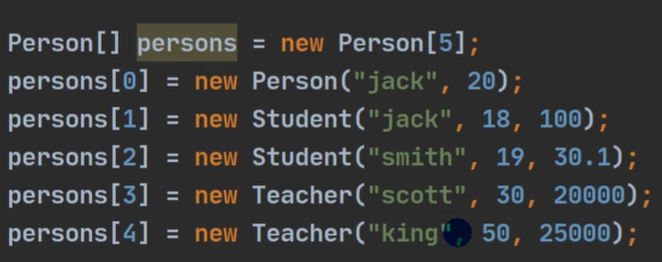 Person[] persons = new Person[5];
persons[0] = new Person("jack", 20);
persons[1] = new Student("jack", 18, 100);
persons[2] = new Student("smith", 19, 30.1);
persons[3] = new Teacher("scott", 30, 20000);
persons[4] = new Teacher("king", 50, 25000);